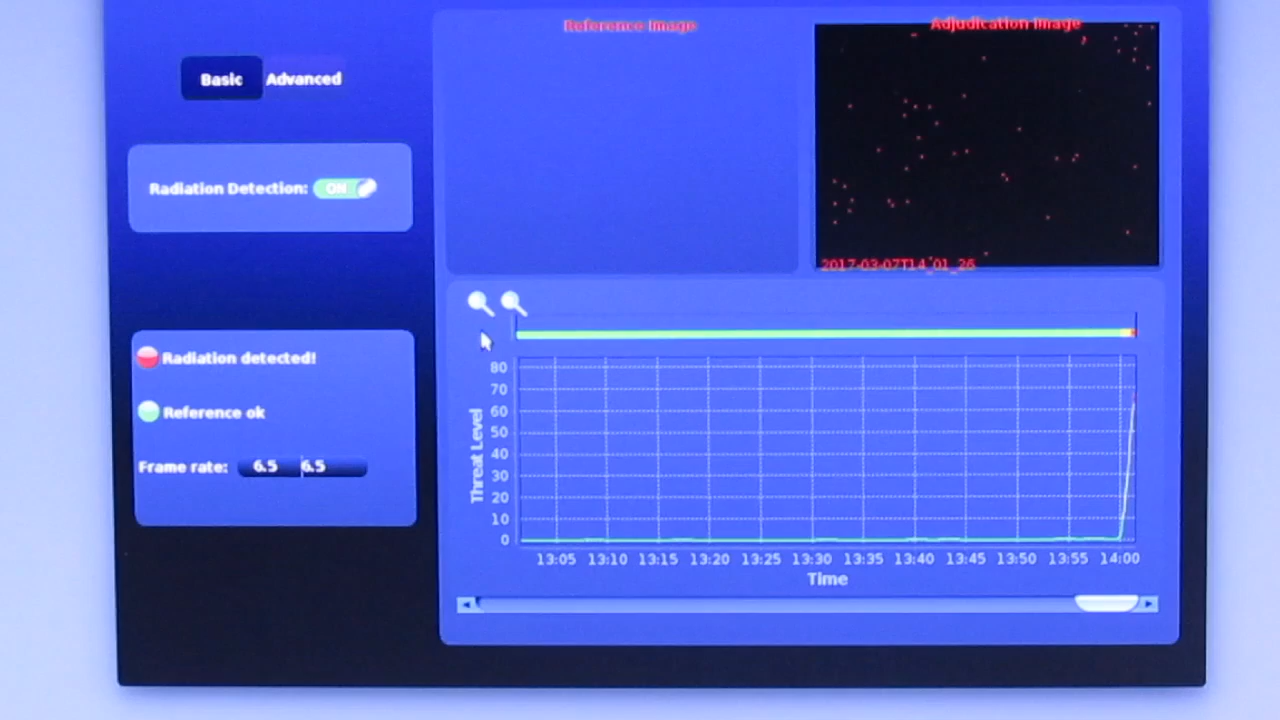 Reference Image
Adjudication Image
Basic
Advanced
Radiation Detection: ON
2017-03-07T14_01_26
Radiation detected!
Reference ok
Frame rate: 6.5 6.5
Threat Level
80
70
60
50
40
30
20
10
0
13:05 13:10 13:15 13:20 13:25 13:30 13:35 13:40 13:45 13:50 13:55 14:00
Time